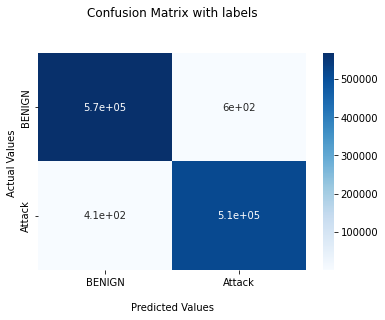 Confusion Matrix with labels
BENIGN
5.7e+05
6e+02
Attack
4.1e+02
5.1e+05
Actual Values
BENIGN
Attack
Predicted Values
500000
400000
300000
200000
100000